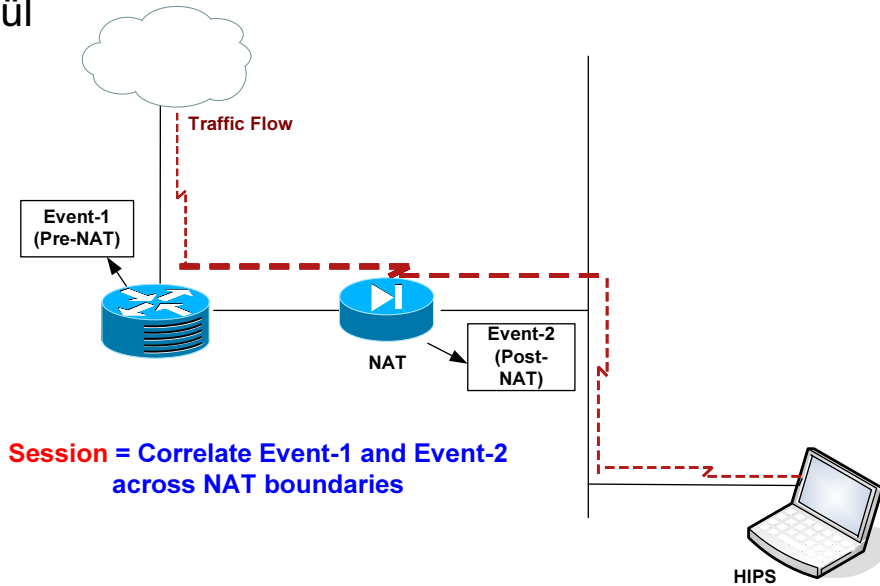 ül
Traffic Flow
Event-1
(Pre-NAT)
NAT
Event-2
(Post-
NAT)
Session = Correlate Event-1 and Event-2
across NAT boundaries
HIPS